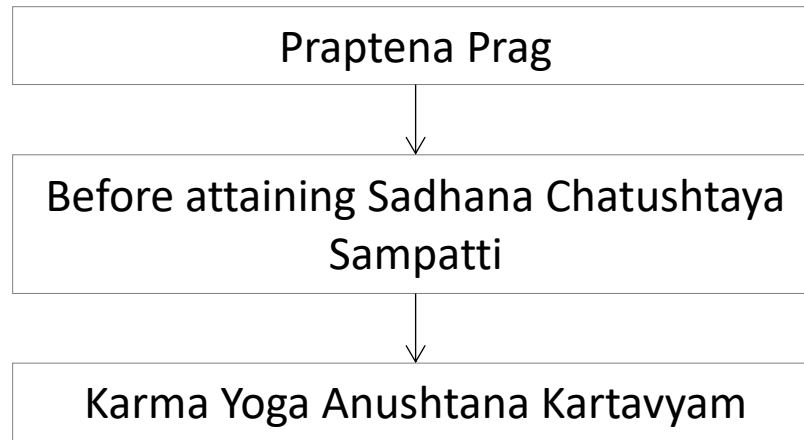 Praptena Prag
Before attaining Sadhana Chatushtaya
Sampatti
Karma Yoga Anushtana Kartavyam